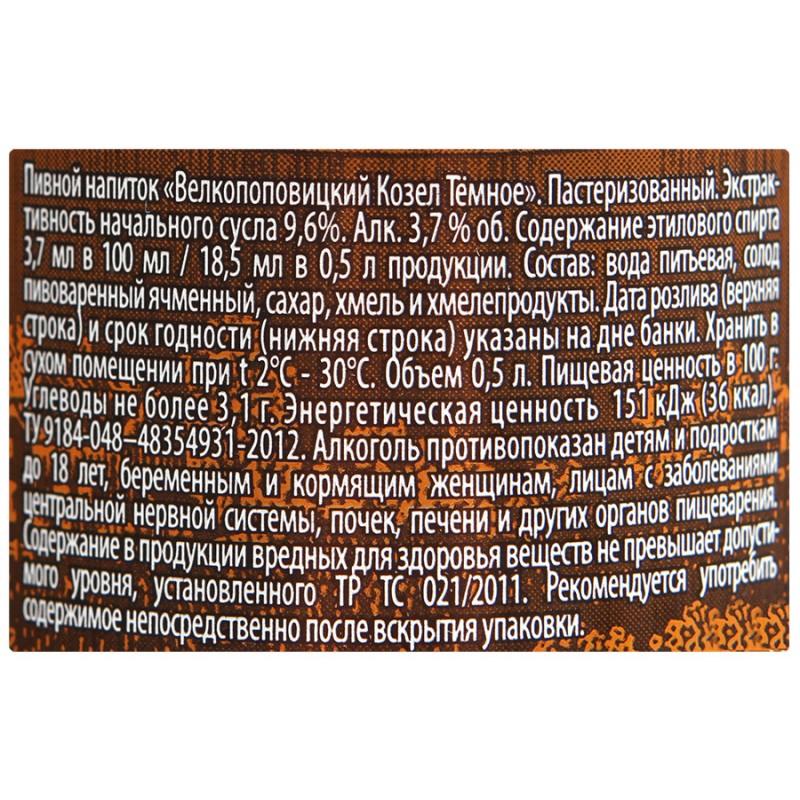 Пивной напиток «Велкопоповицкий Козел Тёмное». Пастеризованный. Экстрак-
тивность начального сусла 9,6%. Алк. 3,7 % об. Содержание этилового спирта
3,7 мл в 100 мл / 18,5 мл в 0,5 л продукции. Состав: вода питьевая, солод
пивоваренный ячменный, сахар, хмель и хмелепродукты. Дата розлива (верхняя
строка) и срок годности (нижняя строка) указаны на дне банки. Хранить в
сухом помещении при t 2°C - 30°C. Объем 0,5 л. Пищевая ценность в 100 г:
Углеводы не более 3,1 г. Энергетическая ценность 151 кДж (36 ккал).
ТУ 9184-048-48354931-2012. Алкоголь противопоказан детям и подросткам
до 18 лет, беременным и кормящим женщинам, лицам с заболеваниями
центральной нервной системы, почек, печени и других органов пищеварения.
Содержание в продукции вредных для здоровья веществ не превышает допусти-
мого уровня, установленного ТР ТС 021/2011. Рекомендуется употребить
содержимое непосредственно после вскрытия упаковки.